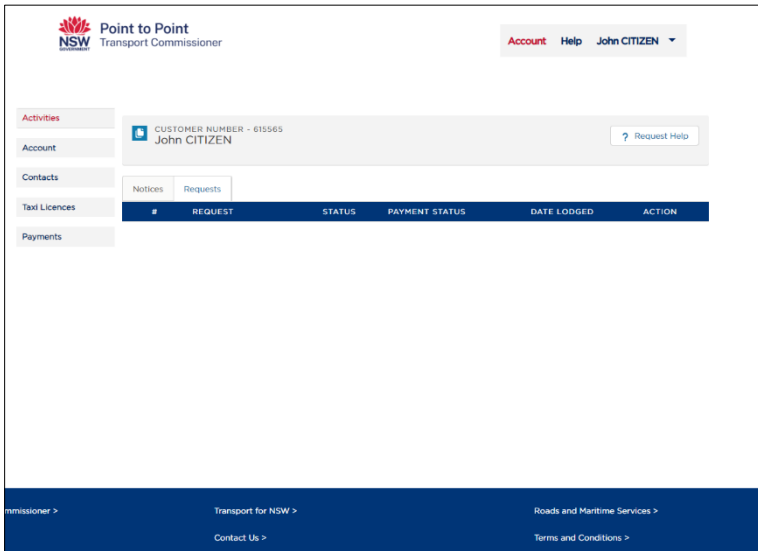 Point to Point
Transport Commissioner
NSW
GOVERNMENT
Account Help John CITIZEN
Activities
Account
Contacts
Taxi Licences
Payments
CUSTOMER NUMBER - 615565
John CITIZEN
? Request Help
Notices Requests
# REQUEST STATUS PAYMENT STATUS DATE LODGED ACTION
mmissioner > Transport for NSW > Roads and Maritime Services >
Contact Us > Terms and Conditions >